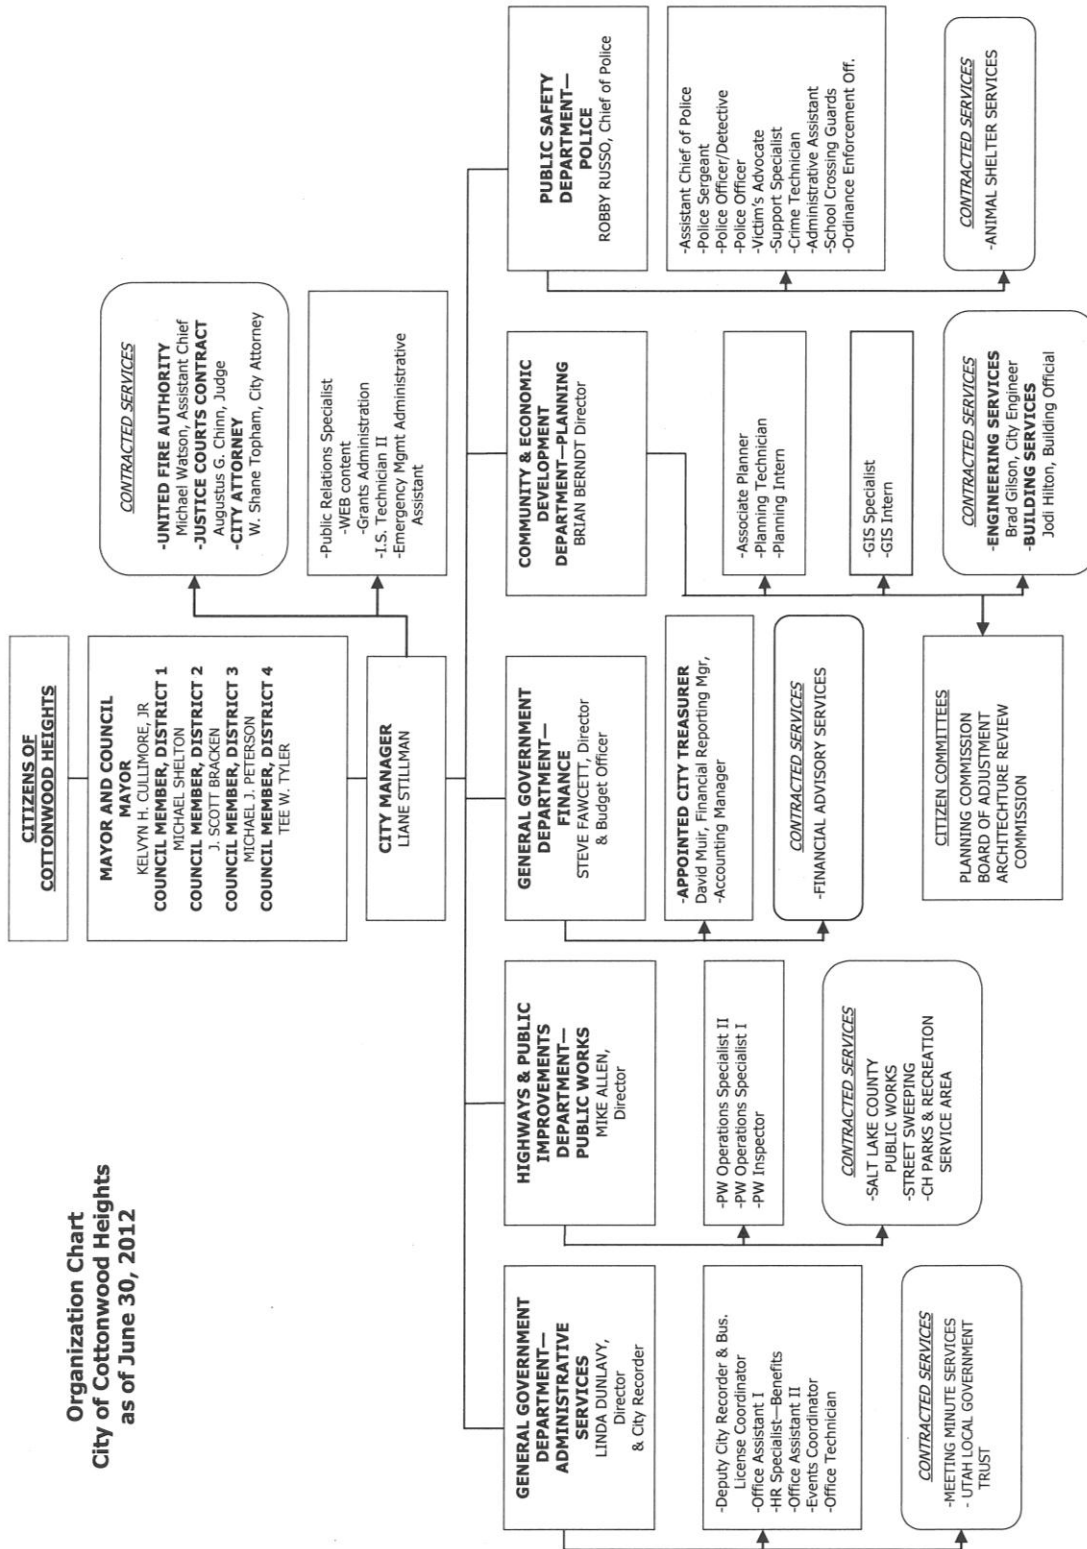 Organization Chart
City of Cottonwood Heights
as of June 30, 2012
CITIZENS OF
COTTONWOOD HEIGHTS
MAYOR AND COUNCIL
MAYOR
KELVYN H. CULLIMORE, JR
COUNCIL MEMBER, DISTRICT 1
MICHAEL SHELTON
COUNCIL MEMBER, DISTRICT 2
J. SCOTT BRACKEN
COUNCIL MEMBER, DISTRICT 3
MICHAEL J. PETERSON
COUNCIL MEMBER, DISTRICT 4
TEE W. TYLER
CITY MANAGER
LIANE STILLMAN
CONTRACTED SERVICES
-UNITED FIRE AUTHORITY
Michael Watson, Assistant Chief
-JUSTICE COURTS CONTRACT
Augustus G. Chinn, Judge
-CITY ATTORNEY
W. Shane Topham, City Attorney
-Public Relations Specialist
-WEB content
-Grants Administration
-I.S. Technician II
-Emergency Mgmt Administrative
Assistant
GENERAL GOVERNMENT
DEPARTMENT—
ADMINISTRATIVE
SERVICES
LINDA DUNLAVY,
Director
& City Recorder
-Deputy City Recorder & Bus.
License Coordinator
-Office Assistant I
-HR Specialist—Benefits
-Office Assistant II
-Events Coordinator
-Office Technician
CONTRACTED SERVICES
-MEETING MINUTE SERVICES
- UTAH LOCAL GOVERNMENT
TRUST
HIGHWAYS & PUBLIC
IMPROVEMENTS
DEPARTMENT—
PUBLIC WORKS
MIKE ALLEN,
Director
-PW Operations Specialist II
-PW Operations Specialist I
-PW Inspector
CONTRACTED SERVICES
-SALT LAKE COUNTY
PUBLIC WORKS
-STREET SWEEPING
-CH PARKS & RECREATION
SERVICE AREA
GENERAL GOVERNMENT
DEPARTMENT—
FINANCE
STEVE FAWCETT, Director
& Budget Officer
-APPOINTED CITY TREASURER
David Muir, Financial Reporting Mgr,
-Accounting Manager
CONTRACTED SERVICES
-FINANCIAL ADVISORY SERVICES
COMMUNITY & ECONOMIC
DEVELOPMENT
DEPARTMENT—PLANNING
BRIAN BERNDT Director
-Associate Planner
-Planning Technician
-Planning Intern
-GIS Specialist
-GIS Intern
CONTRACTED SERVICES
-ENGINEERING SERVICES
Brad Gilson, City Engineer
-BUILDING SERVICES
Jodi Hilton, Building Official
CITIZEN COMMITTEES
PLANNING COMMISSION
BOARD OF ADJUSTMENT
ARCHITECHTURE REVIEW
COMMISSION
PUBLIC SAFETY
DEPARTMENT—
POLICE
ROBBY RUSSO, Chief of Police
-Assistant Chief of Police
-Police Sergeant
-Police Officer/Detective
-Police Officer
-Victim's Advocate
-Support Specialist
-Crime Technician
-Administrative Assistant
-School Crossing Guards
-Ordinance Enforcement Off.
CONTRACTED SERVICES
-ANIMAL SHELTER SERVICES